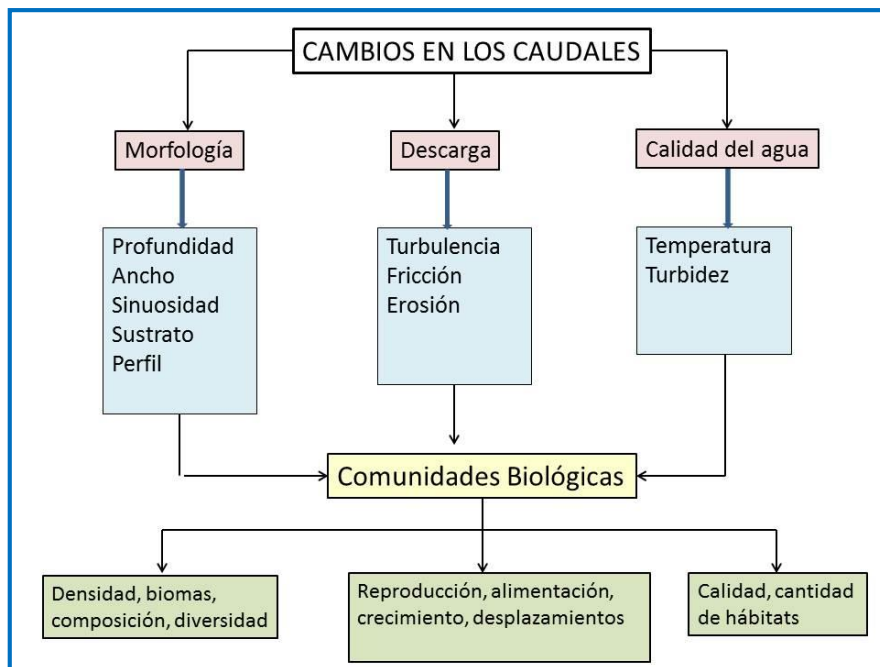 CAMBIOS EN LOS CAUDALES
Morfología
Descarga
Calidad del agua
Profundidad
Ancho
Sinuosidad
Sustrato
Perfil
Turbulencia
Fricción
Erosión
Temperatura
Turbidez
Comunidades Biológicas
Densidad, biomas,
composición, diversidad
Reproducción, alimentación,
crecimiento, desplazamientos
Calidad, cantidad
de hábitats